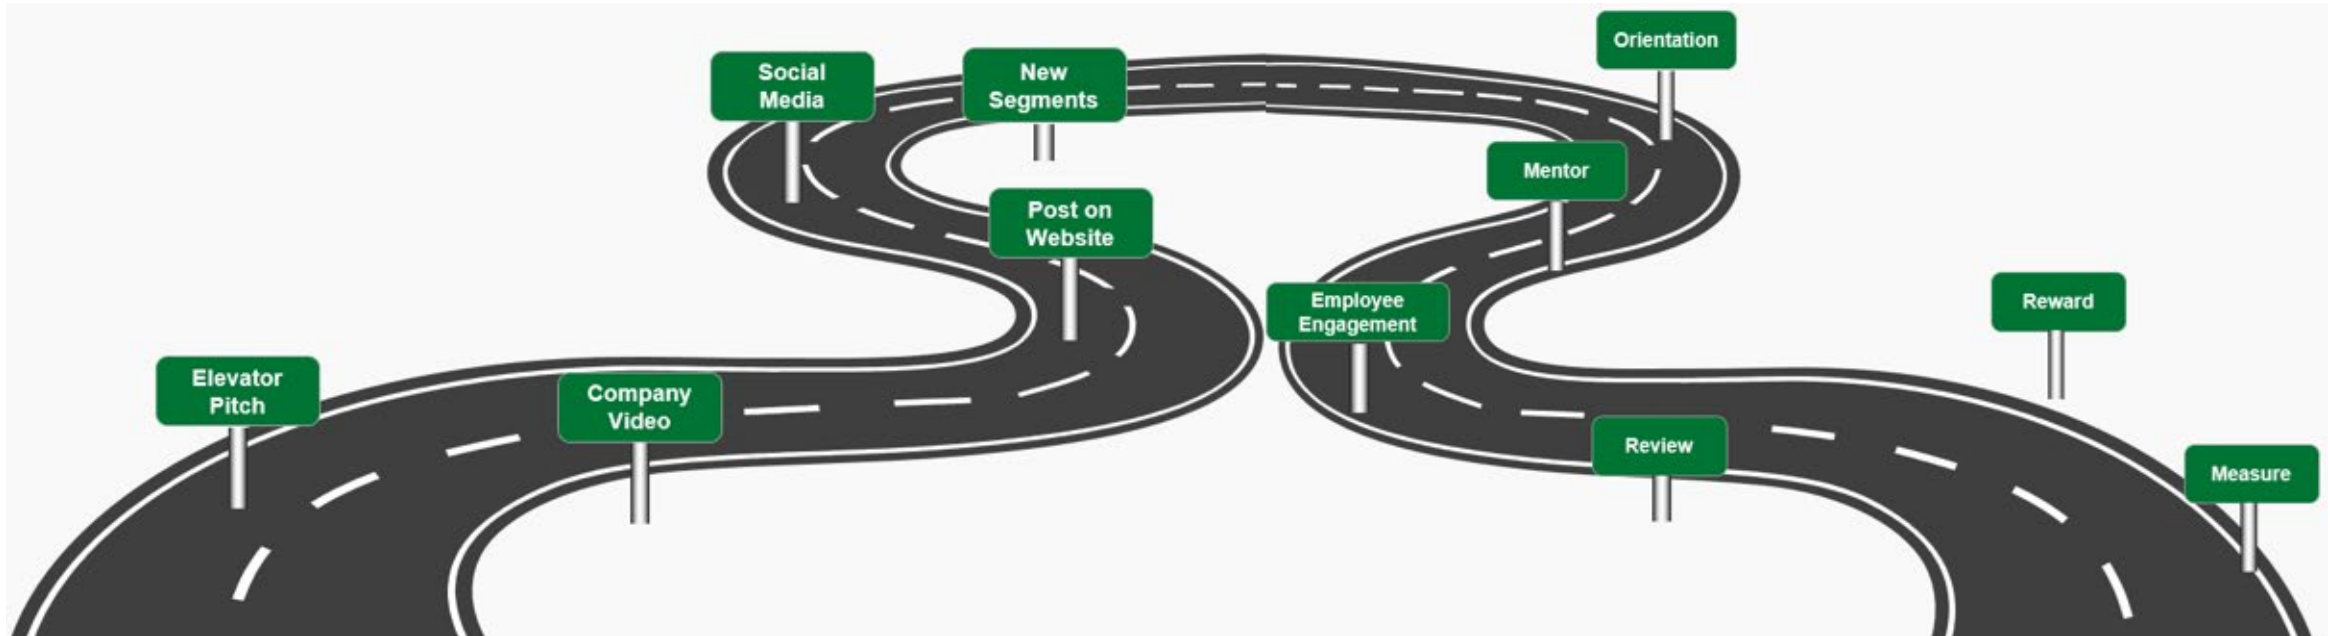 Elevator
Pitch
Company
Video
Post on
Website
Social
Media
New
Segments
Orientation
Mentor
Employee
Engagement
Review
Reward
Measure